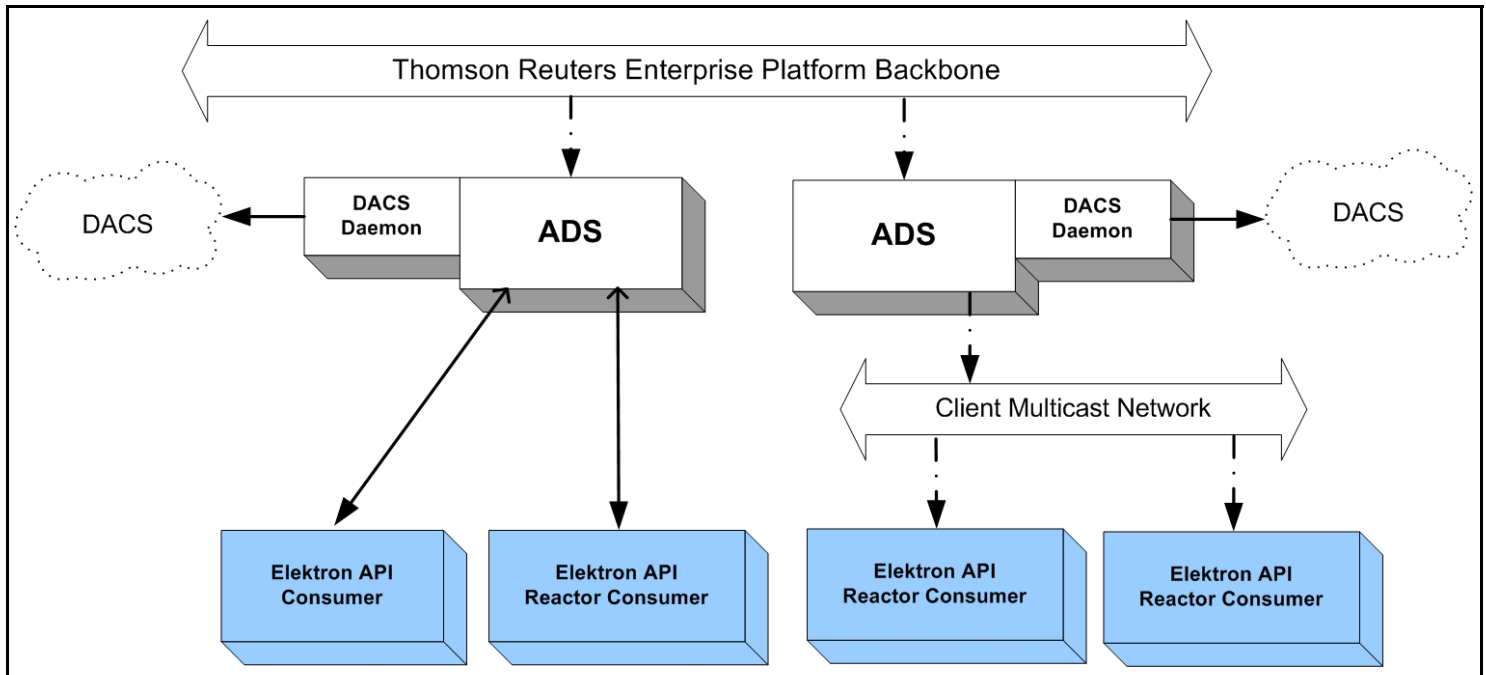 Thomson Reuters Enterprise Platform Backbone
DACS
DACS
Daemon
ADS
ADS
DACS
Daemon
DACS
Client Multicast Network
Elektron API
Consumer
Elektron API
Reactor Consumer
Elektron API
Reactor Consumer
Elektron API
Reactor Consumer